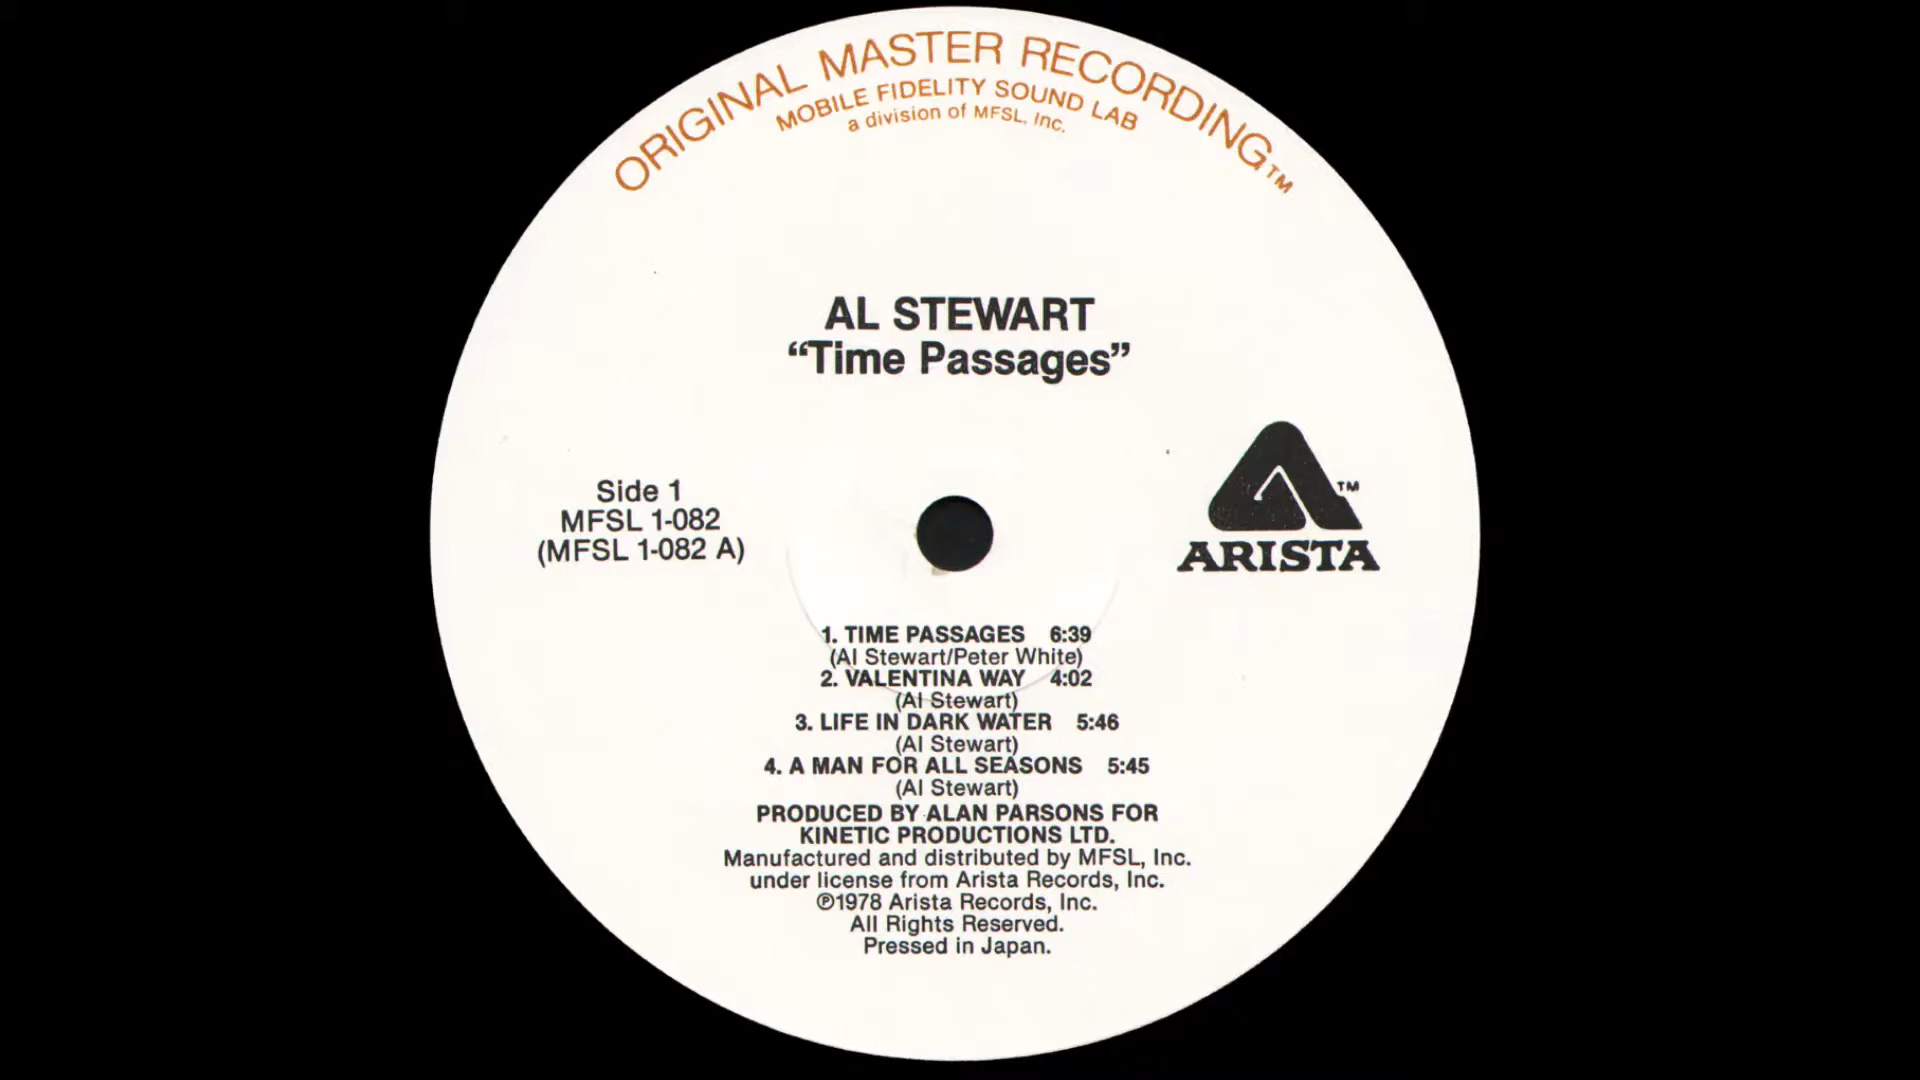 ORIGINAL MASTER RECORDING™
MOBILE FIDELITY SOUND LAB
a division of MFSL, Inc.
AL STEWART
“Time Passages”
Side 1
MFSL 1-082
(MFSL 1-082 A)
TM
ARISTA
1. TIME PASSAGES 6:39
(Al Stewart/Peter White)
2. VALENTINA WAY 4:02
(Al Stewart)
3. LIFE IN DARK WATER 5:46
(Al Stewart)
4. A MAN FOR ALL SEASONS 5:45
(Al Stewart)
PRODUCED BY ALAN PARSONS FOR
KINETIC PRODUCTIONS LTD.
Manufactured and distributed by MFSL, Inc.
under license from Arista Records, Inc.
℗1978 Arista Records, Inc.
All Rights Reserved.
Pressed in Japan.